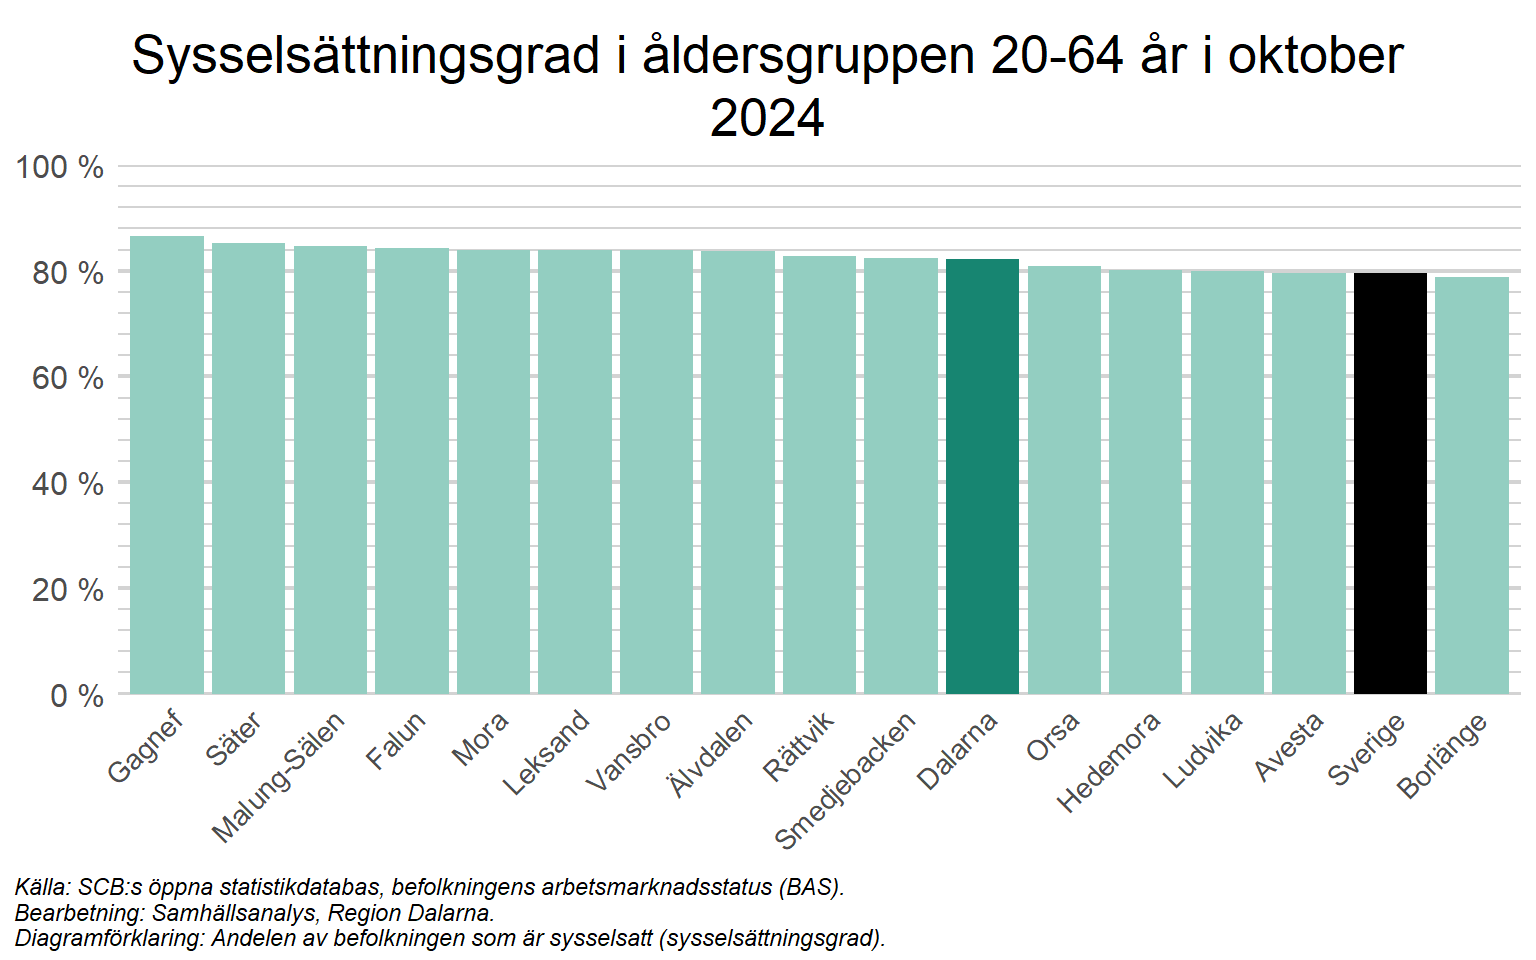 Sysselsättningsgrad i åldersgruppen 20-64 år i oktober
2024
100 %
80 %
60 %
40 %
20 %
0 %
Gagnef
Säter
Malung-Sälen
Falun
Mora
Leksand
Vansbro
Älvdalen
Rättvik
Smedjebacken
Dalarna
Orsa
Hedemora
Ludvika
Avesta
Sverige
Borlänge
Källa: SCB:s öppna statistikdatabas, befolkningens arbetsmarknadsstatus (BAS).
Bearbetning: Samhällsanalys, Region Dalarna.
Diagramförklaring: Andelen av befolkningen som är sysselsatt (sysselsättningsgrad).